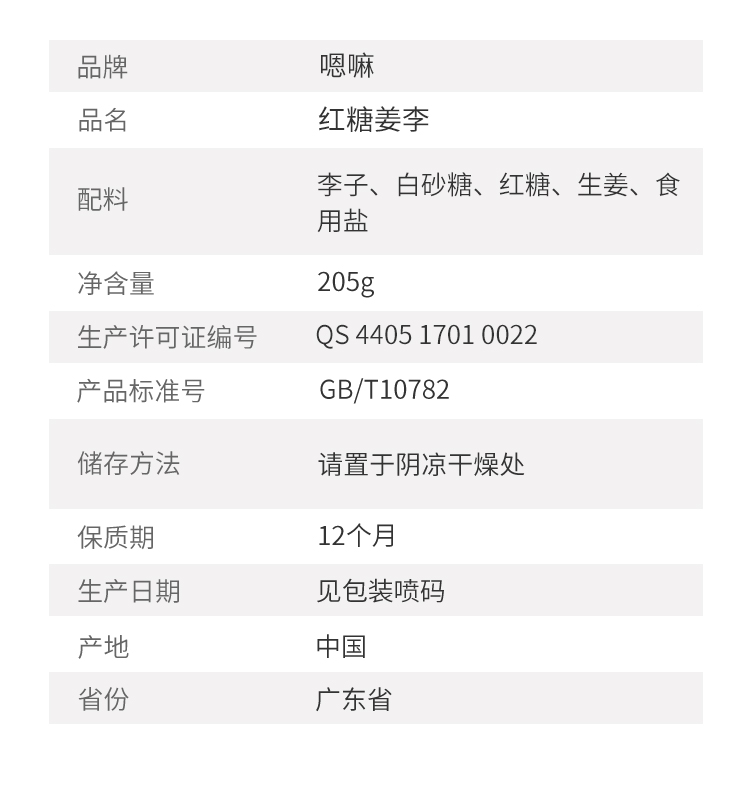 品牌 嗯嘛
品名 红糖姜李
配料 李子、白砂糖、红糖、生姜、食
用盐
净含量 205g
生产许可证编号 QS 4405 1701 0022
产品标准号 GB/T10782
储存方法 请置于阴凉干燥处
保质期 12个月
生产日期 见包装喷码
产地 中国
省份 广东省